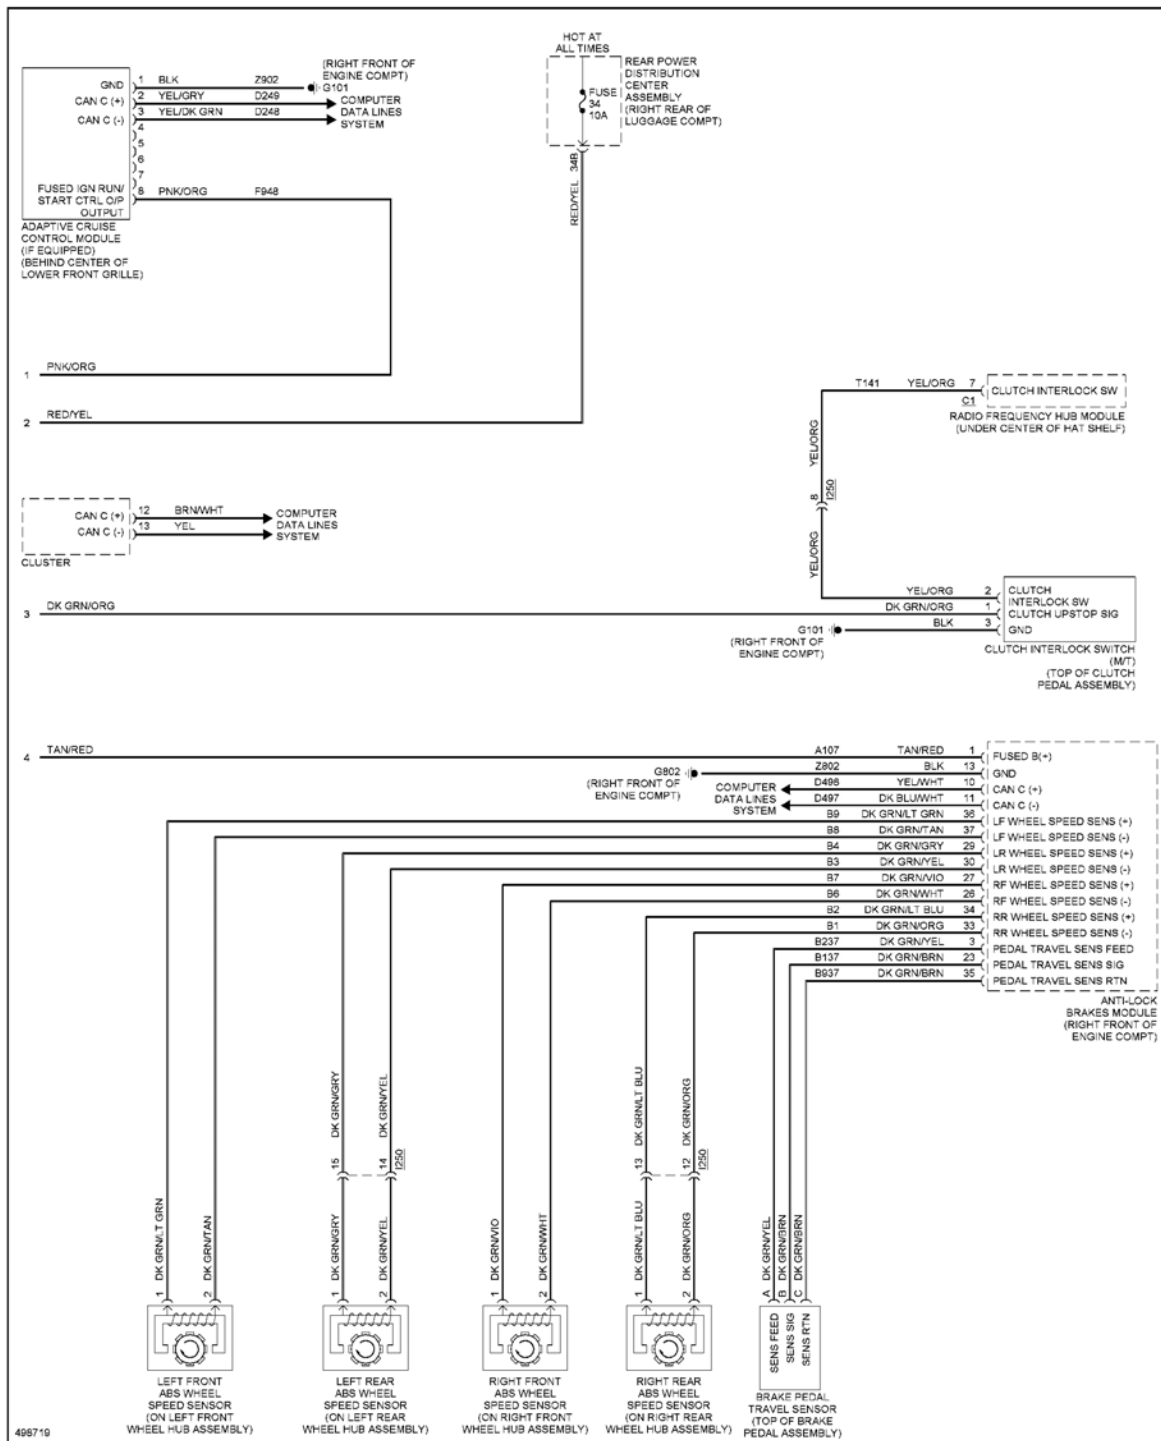 HOT AT
ALL TIMES
REAR POWER
DISTRIBUTION
CENTER
ASSEMBLY
(RIGHT REAR OF
LUGGAGE COMPT)
FUSE
34
10A
34B
RED/YEL
(RIGHT FRONT OF
ENGINE COMPT)
G101
GND 1 BLK Z902
CAN C (+) 2 YEL/GRY D249
CAN C (-) 3 YEL/DK GRN D248
COMPUTER
DATA LINES
SYSTEM
4
5
6
7
FUSED IGN RUN/
START CTRL O/P
OUTPUT
8 PNK/ORG F948
ADAPTIVE CRUISE
CONTROL MODULE
(IF EQUIPPED)
(BEHIND CENTER OF
LOWER FRONT GRILLE)
1 PNK/ORG
2 RED/YEL
T141 YEL/ORG 7 CLUTCH INTERLOCK SW
C1
RADIO FREQUENCY HUB MODULE
(UNDER CENTER OF HAT SHELF)
YEL/ORG
8 I250
YEL/ORG
CAN C (+) 12 BRN/WHT
CAN C (-) 13 YEL
COMPUTER
DATA LINES
SYSTEM
CLUSTER
3 DK GRN/ORG
YEL/ORG 2 CLUTCH
INTERLOCK SW
DK GRN/ORG 1 CLUTCH UPSTOP SIG
BLK 3 GND
G101
(RIGHT FRONT OF
ENGINE COMPT)
CLUTCH INTERLOCK SWITCH
(M/T)
(TOP OF CLUTCH
PEDAL ASSEMBLY)
4 TAN/RED
A107 TAN/RED 1 FUSED B(+)
Z802 BLK 13 GND
G802
(RIGHT FRONT OF
ENGINE COMPT)
D498 YEL/WHT 10 CAN C (+)
D497 DK BLU/WHT 11 CAN C (-)
COMPUTER
DATA LINES
SYSTEM
B9 DK GRN/LT GRN 36 LF WHEEL SPEED SENS (+)
B8 DK GRN/TAN 37 LF WHEEL SPEED SENS (-)
B4 DK GRN/GRY 29 LR WHEEL SPEED SENS (+)
B3 DK GRN/YEL 30 LR WHEEL SPEED SENS (-)
B7 DK GRN/VIO 27 RF WHEEL SPEED SENS (+)
B6 DK GRN/WHT 26 RF WHEEL SPEED SENS (-)
B2 DK GRN/LT BLU 34 RR WHEEL SPEED SENS (+)
B1 DK GRN/ORG 33 RR WHEEL SPEED SENS (-)
B237 DK GRN/YEL 3 PEDAL TRAVEL SENS FEED
B137 DK GRN/BRN 23 PEDAL TRAVEL SENS SIG
B937 DK GRN/BRN 35 PEDAL TRAVEL SENS RTN
ANTI-LOCK
BRAKES MODULE
(RIGHT FRONT OF
ENGINE COMPT)
DK GRN/GRY
DK GRN/YEL
DK GRN/LT BLU
DK GRN/ORG
15
14
I250
13
12
I250
1 DK GRN/LT GRN
2 DK GRN/TAN
1 DK GRN/GRY
2 DK GRN/YEL
1 DK GRN/VIO
2 DK GRN/WHT
1 DK GRN/LT BLU
2 DK GRN/ORG
A DK GRN/YEL
B DK GRN/BRN
C DK GRN/BRN
SENS FEED
SENS SIG
SENS RTN
LEFT FRONT
ABS WHEEL
SPEED SENSOR
(ON LEFT FRONT
WHEEL HUB ASSEMBLY)
LEFT REAR
ABS WHEEL
SPEED SENSOR
(ON LEFT REAR
WHEEL HUB ASSEMBLY)
RIGHT FRONT
ABS WHEEL
SPEED SENSOR
(ON RIGHT FRONT
WHEEL HUB ASSEMBLY)
RIGHT REAR
ABS WHEEL
SPEED SENSOR
(ON RIGHT REAR
WHEEL HUB ASSEMBLY)
BRAKE PEDAL
TRAVEL SENSOR
(TOP OF BRAKE
PEDAL ASSEMBLY)
498719